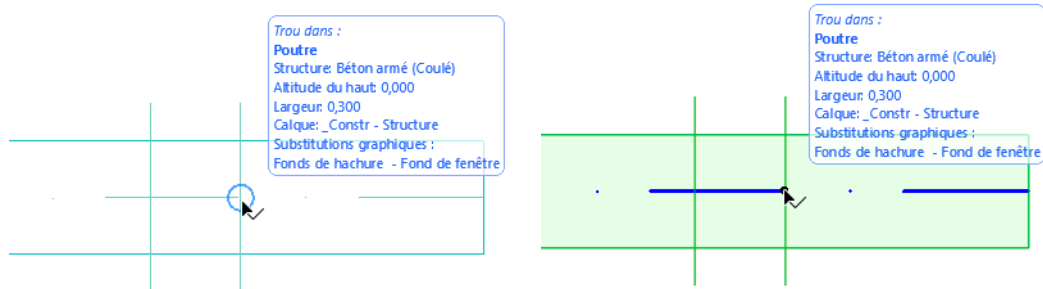 Trou dans :
Poutre
Structure: Béton armé (Coulé)
Altitude du haut: 0,000
Largeur: 0,300
Calque: _Constr - Structure
Substitutions graphiques :
Fonds de hachure - Fond de fenêtre
Trou dans :
Poutre
Structure: Béton armé (Coulé)
Altitude du haut: 0,000
Largeur: 0,300
Calque: _Constr - Structure
Substitutions graphiques :
Fonds de hachure - Fond de fenêtre